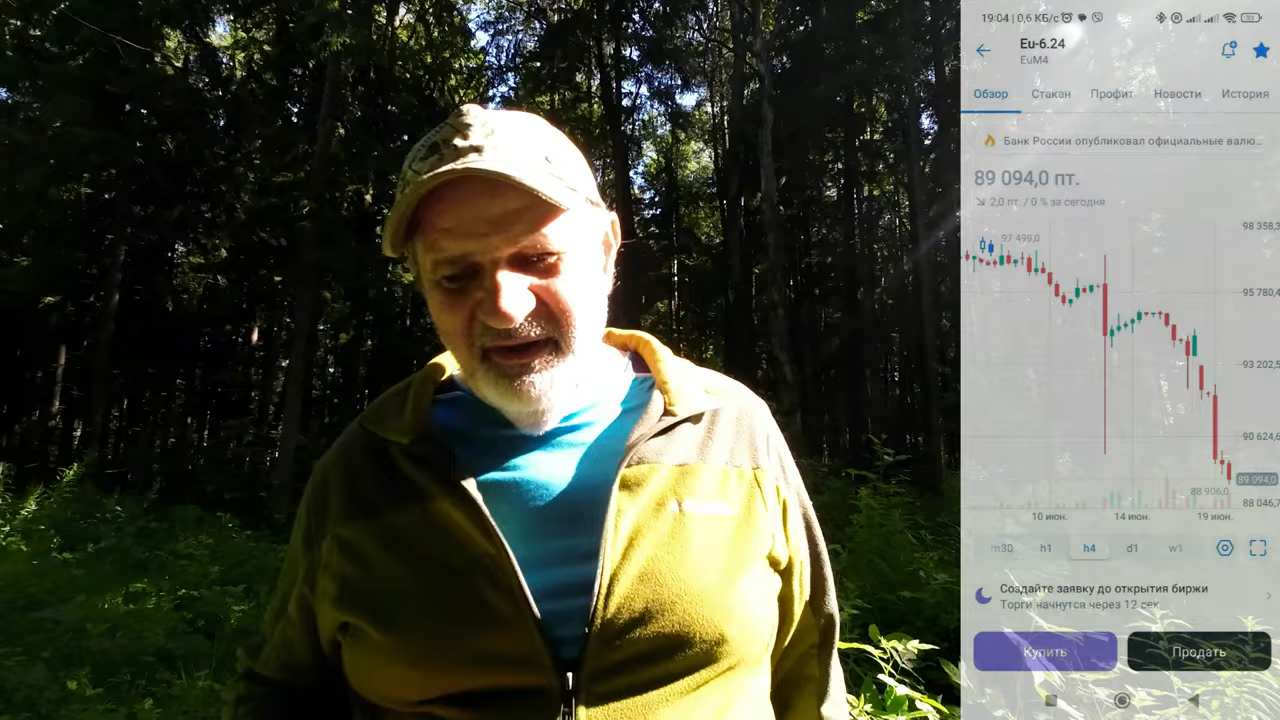 19:04 | 0,6 КБ/с
Eu-6.24
EuM4
Обзор Стакан Профит Новости История
Банк России опубликовал официальные валю...
89 094,0 пт.
2,0 пт. / 0 % за сегодня
98 358,3
97 499,0
95 780,4
93 202,5
90 624,6
89 094,0
88 906,0
88 046,7
10 июн. 14 июн. 19 июн.
m30 h1 h4 d1 w1
Создайте заявку до открытия биржи
Торги начнутся через 12 сек
Купить Продать